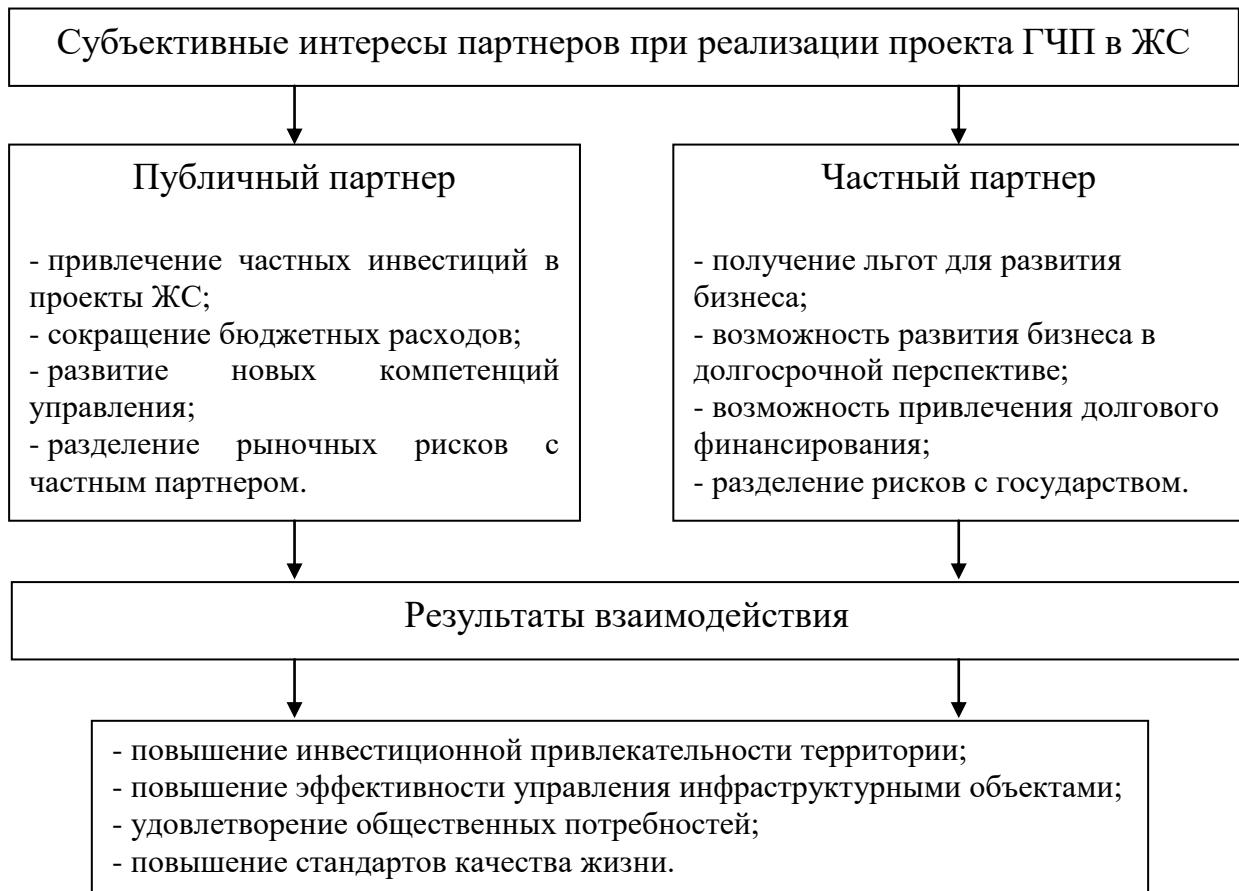 Субъективные интересы партнеров при реализации проекта ГЧП в ЖС
Публичный партнер
- привлечение частных инвестиций в
проекты ЖС;
- сокращение бюджетных расходов;
- развитие новых компетенций
управления;
- разделение рыночных рисков с
частным партнером.
Частный партнер
- получение льгот для развития
бизнеса;
- возможность развития бизнеса в
долгосрочной перспективе;
- возможность привлечения долгового
финансирования;
- разделение рисков с государством.
Результаты взаимодействия
- повышение инвестиционной привлекательности территории;
- повышение эффективности управления инфраструктурными объектами;
- удовлетворение общественных потребностей;
- повышение стандартов качества жизни.